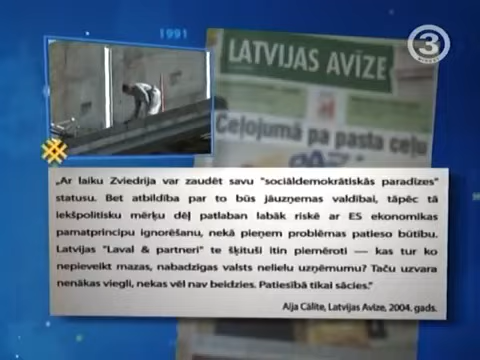 1991
3
LATVIJAS AVĪZE
Ceļojumā pa pasta ceļu
„Ar laiku Zviedrija var zaudēt savu "sociāldemokrātiskās paradīzes"
statusu. Bet atbildība par to būs jāuzņemas valdībai, tāpēc tā
iekšpolitisku mērķu dēļ patlaban labāk riskē ar ES ekonomikas
pamatprincipu ignorēšanu, nekā pieņem problēmas patieso būtību.
Latvijas "Laval & partneri" te šķituši itin piemēroti — kas tur ko
nepieveikt mazas, nabadzīgas valsts nelielu uzņēmumu? Taču uzvara
nenākas viegli, nekas vēl nav beidzies. Patiesībā tikai sācies."
Aija Cālīte, Latvijas Avīze, 2004. gads.